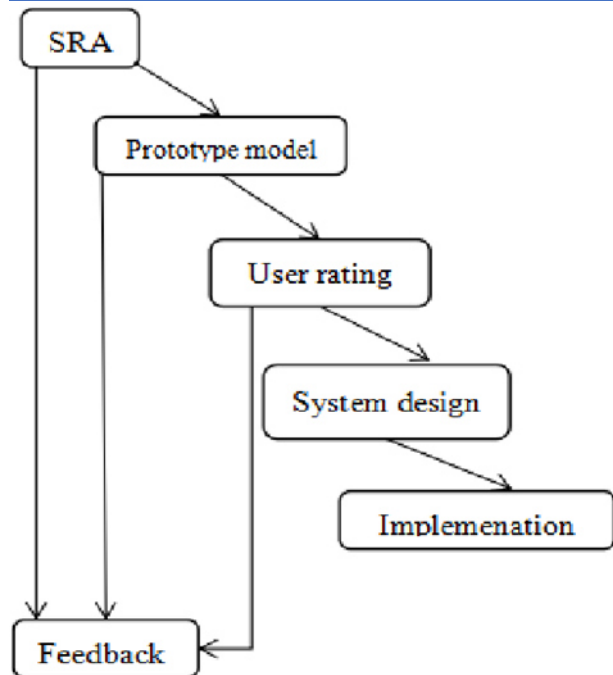 SRA
Prototype model
User rating
System design
Implemenation
Feedback